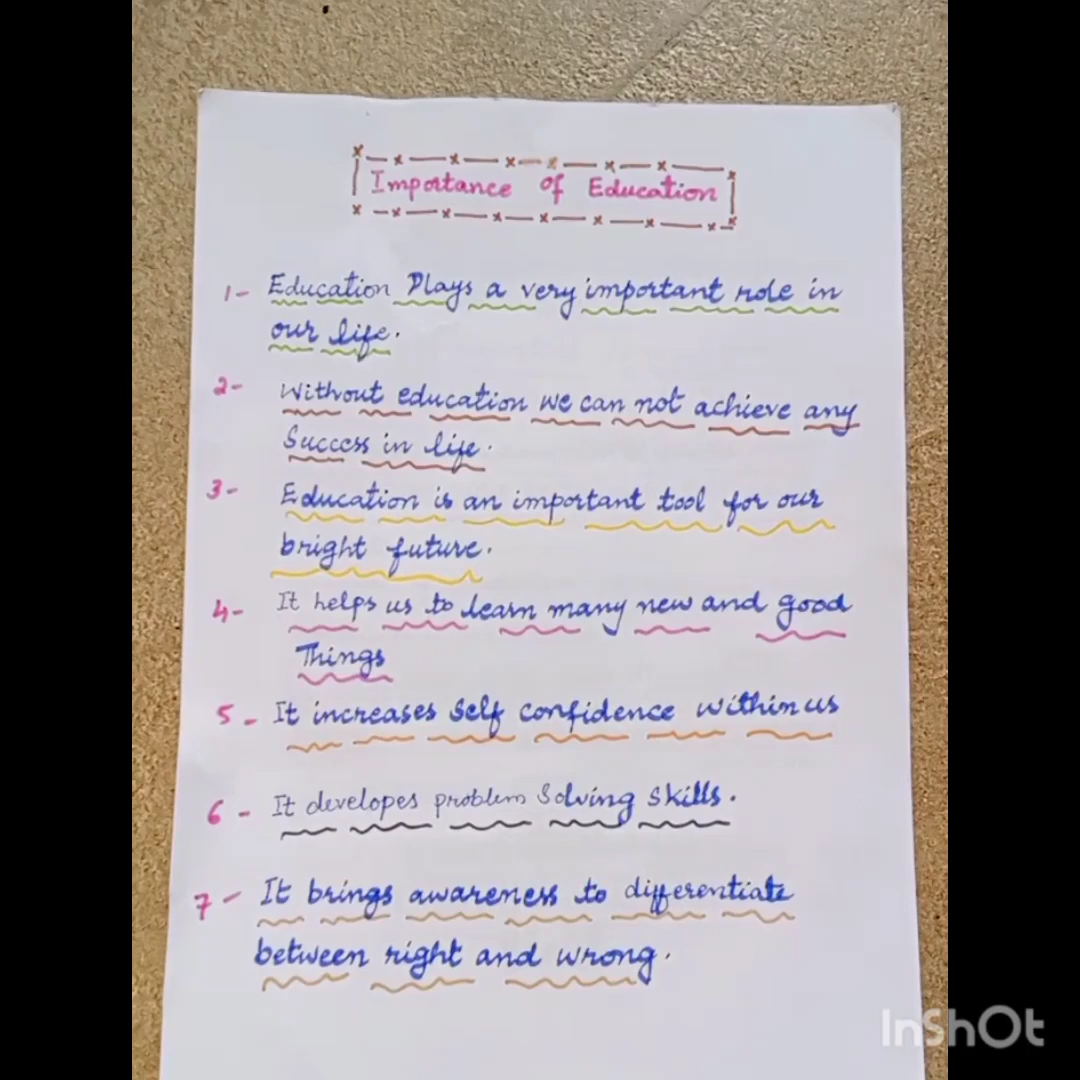 Importance of Education
1- Education Plays a very important role in
our life.
2- Without education we can not achieve any
Success in life.
3- Education is an important tool for our
bright future.
4- It helps us to learn many new and good
Things
5- It increases Self confidence within us
6- It developes problem Solving Skills.
7- It brings awareness to differentiate
between right and wrong.
InShOt